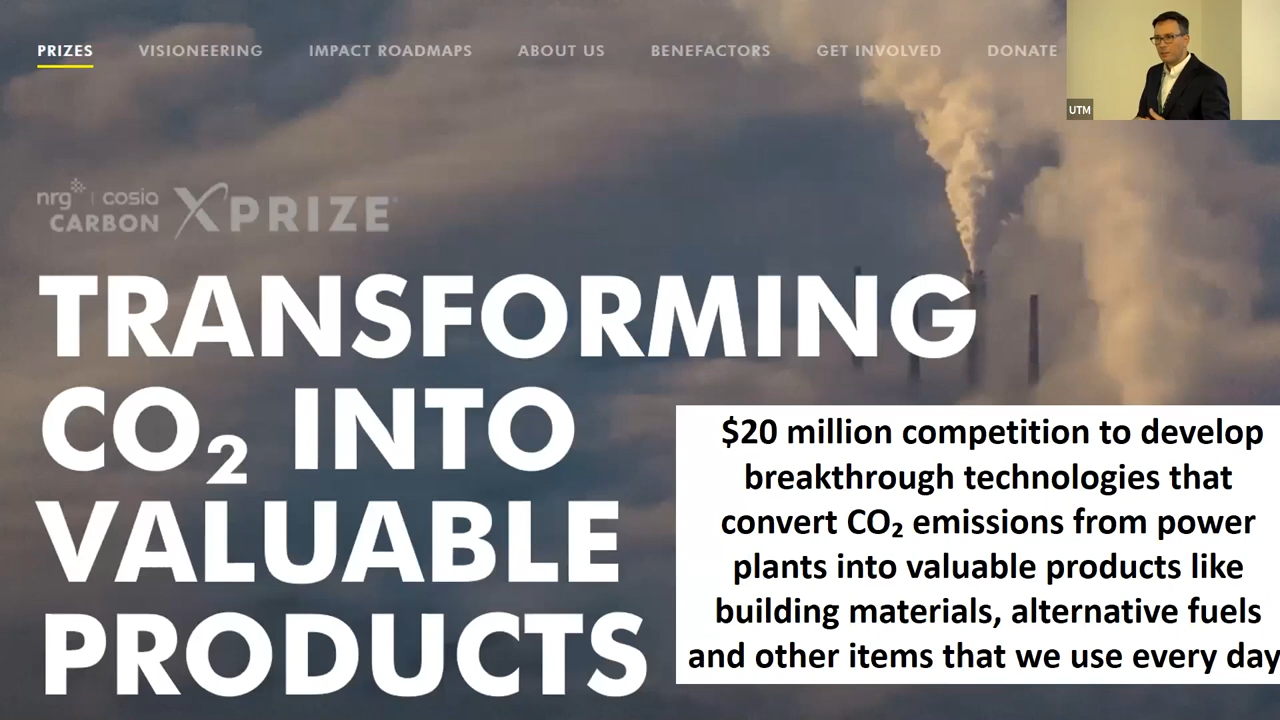 PRIZES VISIONEERING IMPACT ROADMAPS ABOUT US BENEFACTORS GET INVOLVED DONATE
UTM
nrg | cosia
CARBON XPRIZE
TRANSFORMING
CO₂ INTO
VALUABLE
PRODUCTS
$20 million competition to develop
breakthrough technologies that
convert CO₂ emissions from power
plants into valuable products like
building materials, alternative fuels
and other items that we use every day